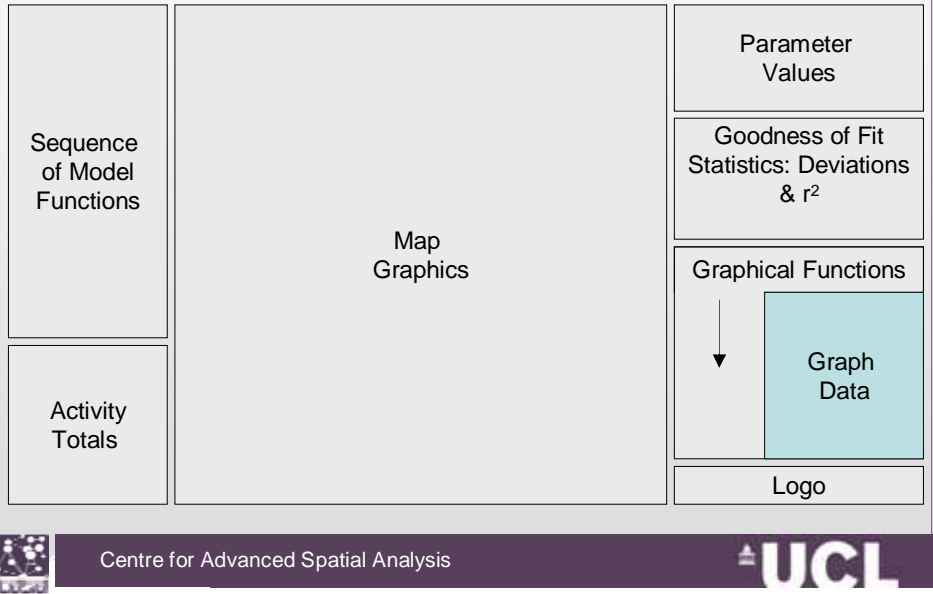 Sequence
of Model
Functions
Activity
Totals
Map
Graphics
Parameter
Values
Goodness of Fit
Statistics: Deviations
& r²
Graphical Functions
Graph
Data
Logo
Centre for Advanced Spatial Analysis
UCL